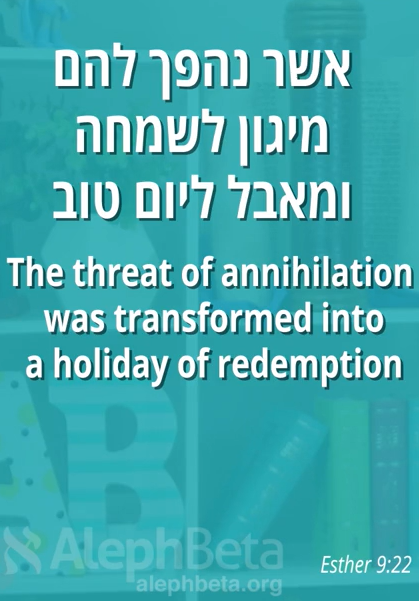 אשר נהפך להם
מיגון לשמחה
ומאבל ליום טוב
The threat of annihilation
was transformed into
a holiday of redemption
א AlephBeta
alephbeta.org
Esther 9:22